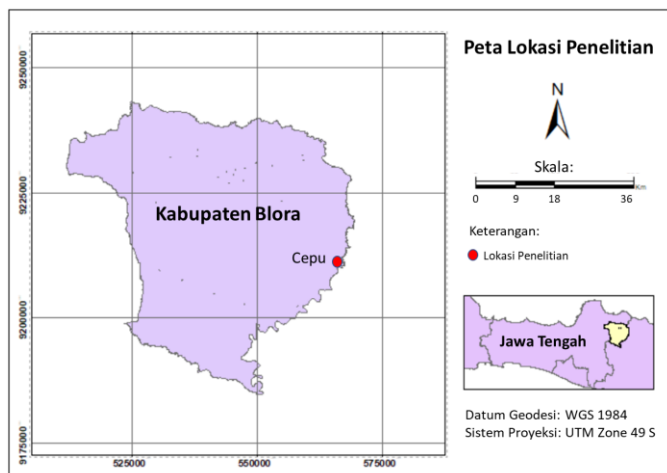 Peta Lokasi Penelitian
N
Skala:
0 9 18 36
Km
Keterangan:
Lokasi Penelitian
Jawa Tengah
Datum Geodesi: WGS 1984
Sistem Proyeksi: UTM Zone 49 S
Kabupaten Blora
Cepu
9250000
9225000
9200000
9175000
525000 550000 575000